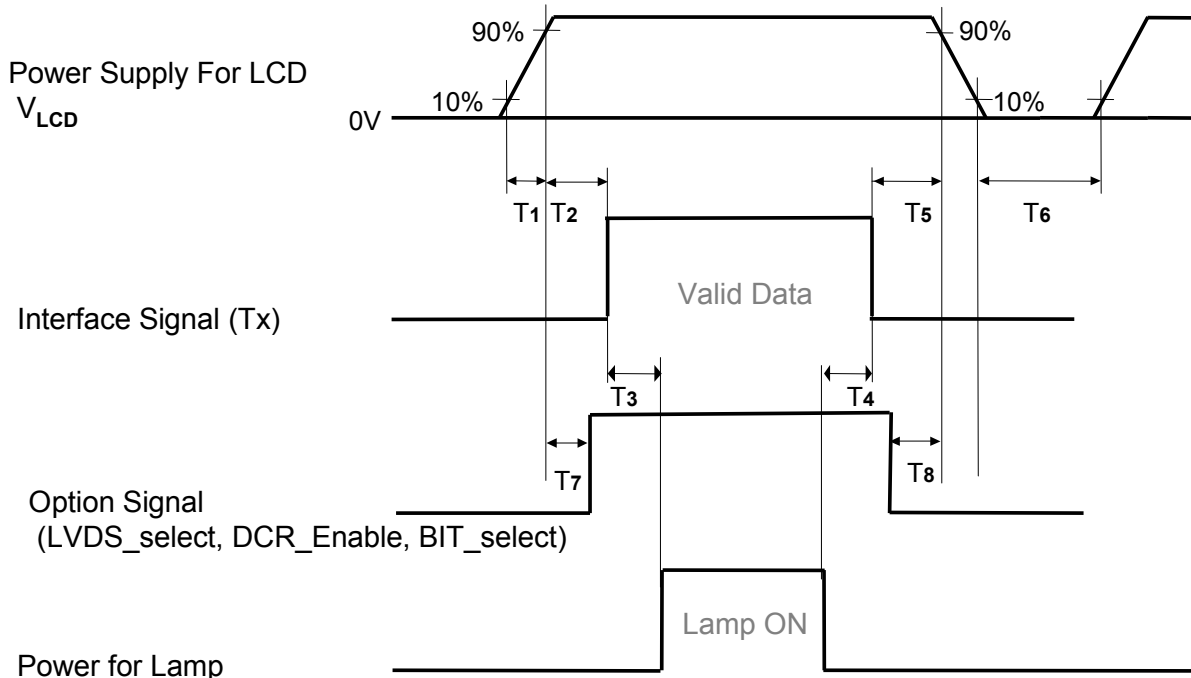 90%
90%
Power Supply For LCD
VLCD
10%
10%
0V
T1
T2
T5
T6
Valid Data
Interface Signal (Tx)
T3
T4
T7
T8
Option Signal
(LVDS_select, DCR_Enable, BIT_select)
Lamp ON
Power for Lamp